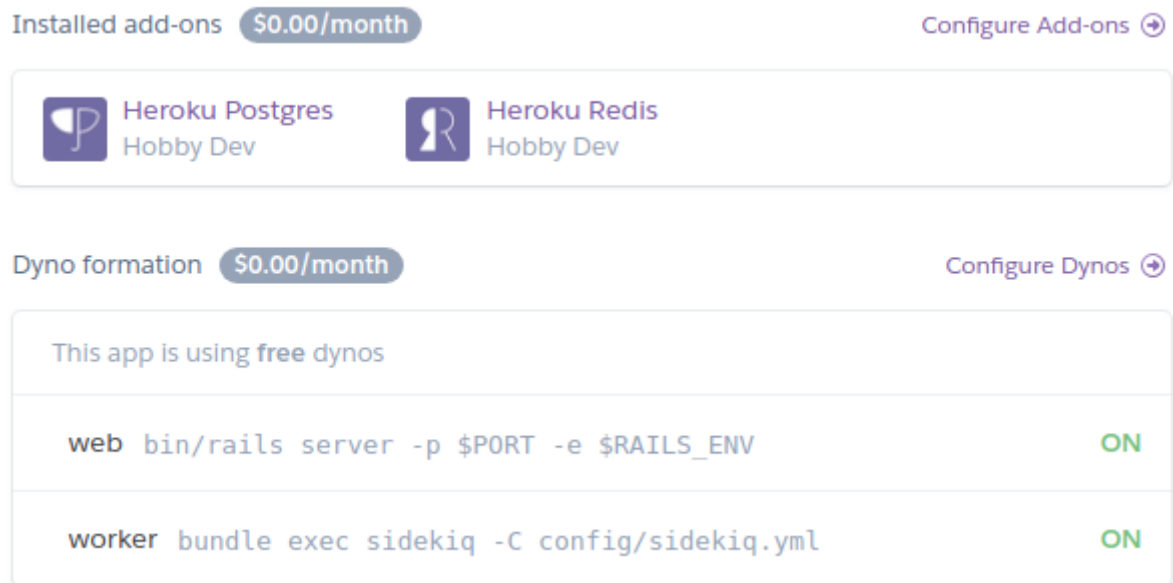 Installed add-ons $0.00/month Configure Add-ons
Heroku Postgres Heroku Redis
Hobby Dev Hobby Dev
Dyno formation $0.00/month Configure Dynos
This app is using free dynos
web bin/rails server -p $PORT -e $RAILS_ENV ON
worker bundle exec sidekiq -C config/sidekiq.yml ON